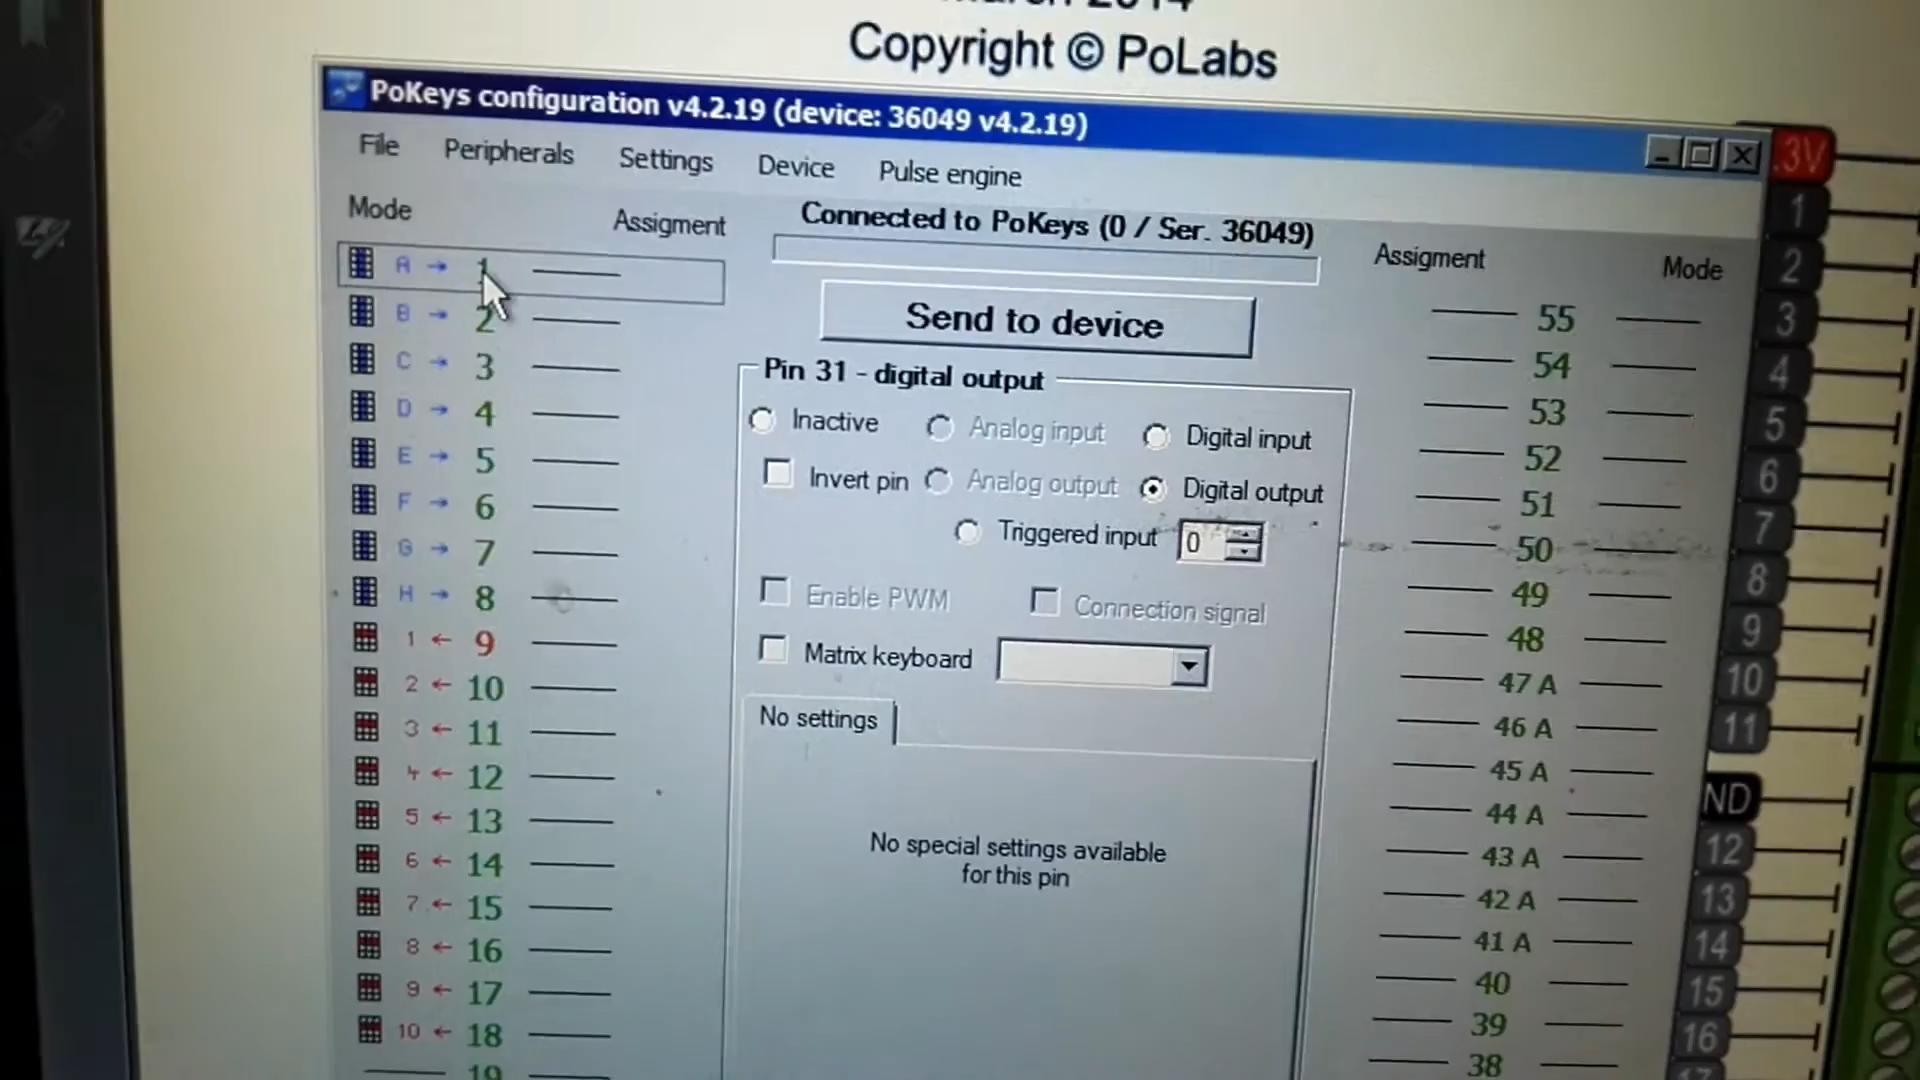 March 2014
Copyright © PoLabs
PoKeys configuration v4.2.19 (device: 36049 v4.2.19)
File Peripherals Settings Device Pulse engine
Mode Assigment
Connected to PoKeys (0 / Ser. 36049)
Assigment Mode
Send to device
Pin 31 - digital output
Inactive Analog input Digital input
Invert pin Analog output Digital output
Triggered input 0
Enable PWM Connection signal
Matrix keyboard
No settings
No special settings available
for this pin
A → 1
B → 2
C → 3
D → 4
E → 5
F → 6
G → 7
H → 8
1 ← 9
2 ← 10
3 ← 11
4 ← 12
5 ← 13
6 ← 14
7 ← 15
8 ← 16
9 ← 17
10 ← 18
19
55
54
53
52
51
50
49
48
47 A
46 A
45 A
44 A
43 A
42 A
41 A
40
39
38
.3V
1
2
3
4
5
6
7
8
9
10
11
ND
12
13
14
15
16
17